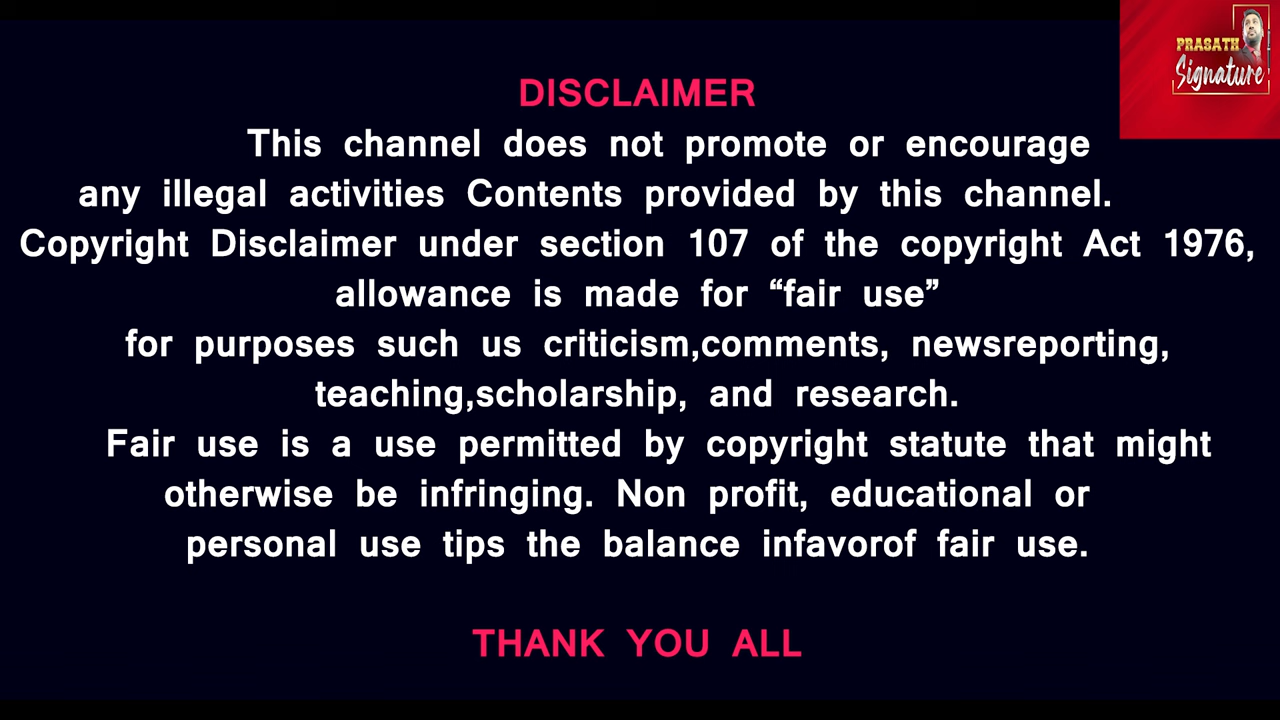 PRASATH
Signature
DISCLAIMER
This channel does not promote or encourage
any illegal activities Contents provided by this channel.
Copyright Disclaimer under section 107 of the copyright Act 1976,
allowance is made for “fair use”
for purposes such us criticism,comments, newsreporting,
teaching,scholarship, and research.
Fair use is a use permitted by copyright statute that might
otherwise be infringing. Non profit, educational or
personal use tips the balance infavorof fair use.
THANK YOU ALL